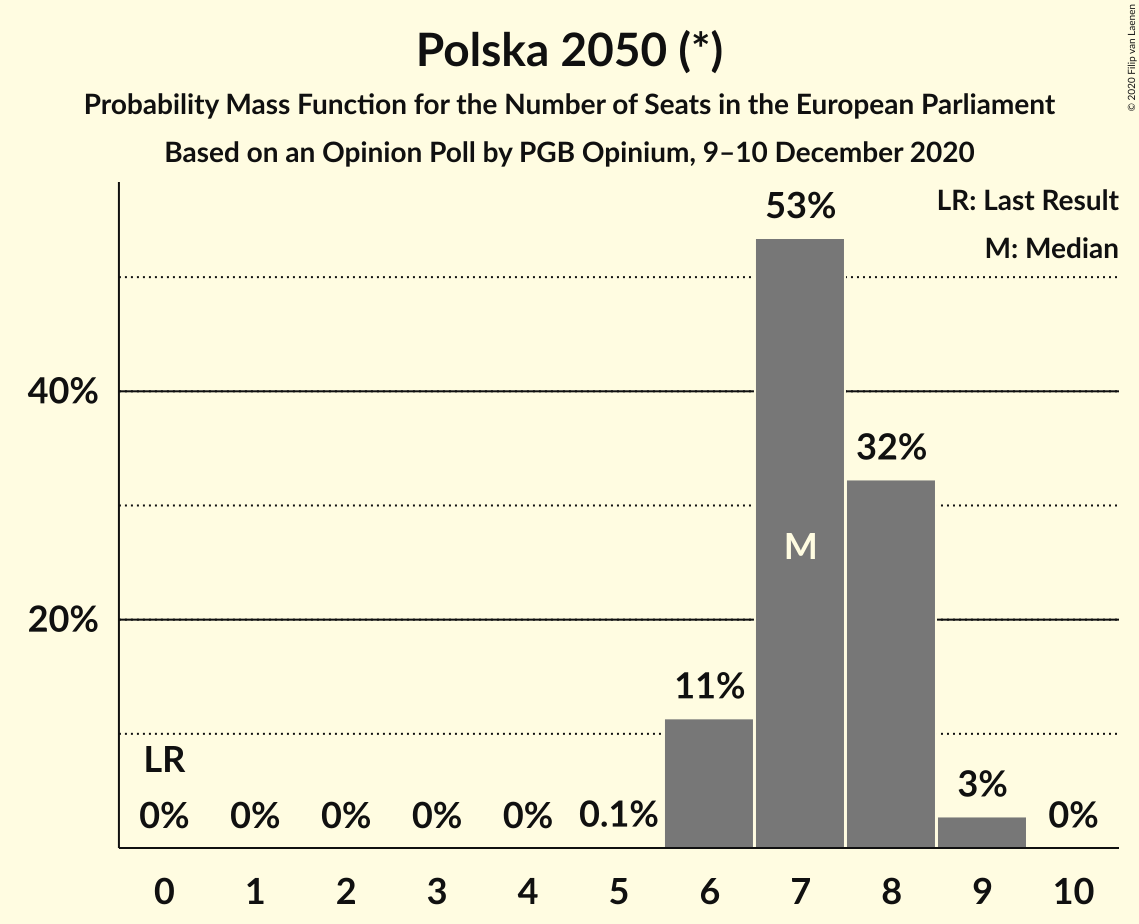 Polska 2050 (*)
Probability Mass Function for the Number of Seats in the European Parliament
Based on an Opinion Poll by PGB Opinium, 9–10 December 2020
© 2020 Filip van Laenen
LR: Last Result
M: Median
53%
40%
32%
M
20%
11%
LR
3%
0% 0% 0% 0% 0% 0.1% 0%
0 1 2 3 4 5 6 7 8 9 10